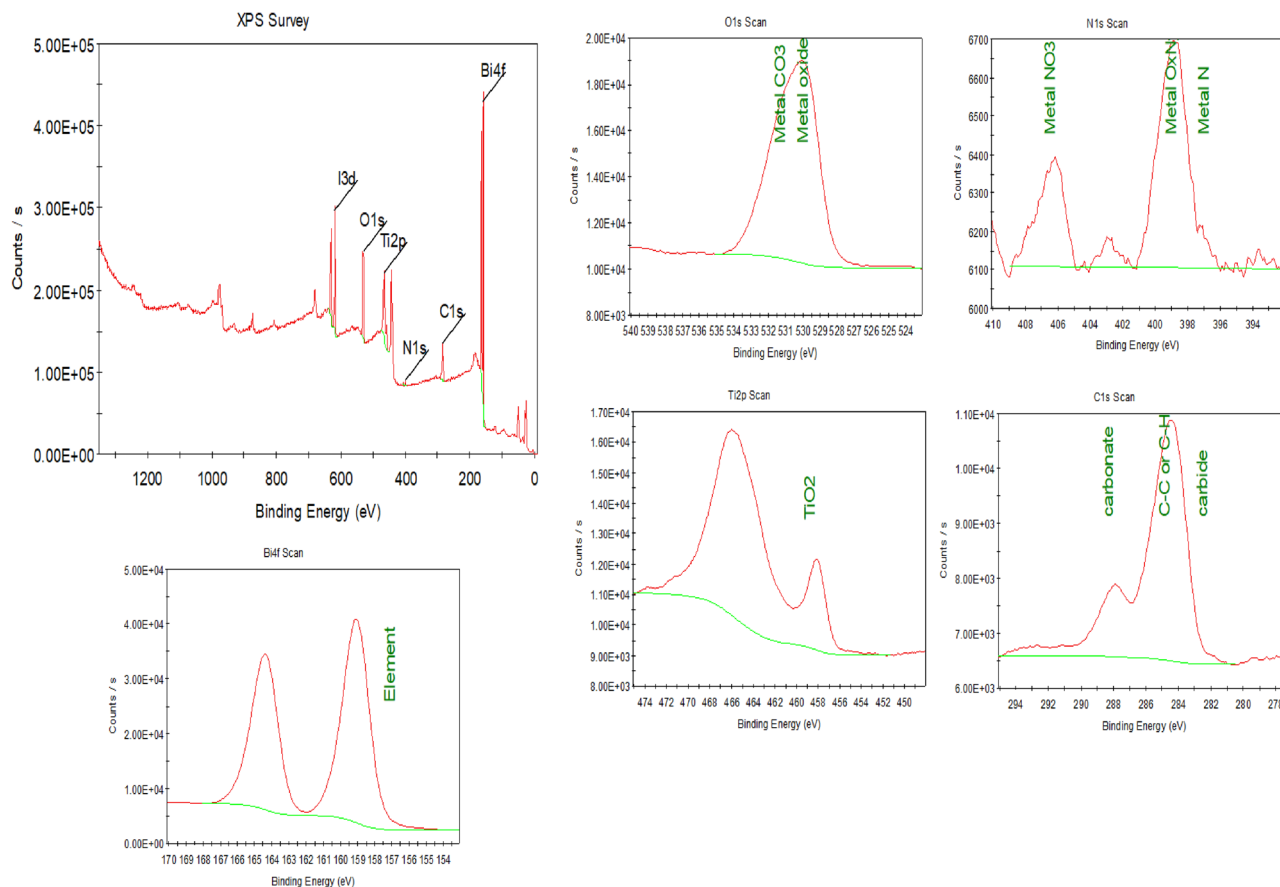 XPS Survey
5.00E+05
4.00E+05
3.00E+05
2.00E+05
1.00E+05
0.00E+00
Counts / s
Bi4f
I3d
O1s
Ti2p
C1s
N1s
1200 1000 800 600 400 200 0
Binding Energy (eV)
O1s Scan
2.00E+04
1.80E+04
1.60E+04
1.40E+04
1.20E+04
1.00E+04
8.00E+03
Counts / s
Metal CO3
Metal oxide
540 539 538 537 536 535 534 533 532 531 530 529 528 527 526 525 524
Binding Energy (eV)
N1s Scan
6700
6600
6500
6400
6300
6200
6100
6000
Counts / s
Metal NO3
Metal OxN
Metal N
410 408 406 404 402 400 398 396 394
Binding Energy (eV)
Bi4f Scan
5.00E+04
4.00E+04
3.00E+04
2.00E+04
1.00E+04
0.00E+00
Counts / s
Element
170 169 168 167 166 165 164 163 162 161 160 159 158 157 156 155 154
Binding Energy (eV)
Ti2p Scan
1.70E+04
1.60E+04
1.50E+04
1.40E+04
1.30E+04
1.20E+04
1.10E+04
1.00E+04
9.00E+03
8.00E+03
Counts / s
TiO2
474 472 470 468 466 464 462 460 458 456 454 452 450
Binding Energy (eV)
C1s Scan
1.10E+04
1.00E+04
9.00E+03
8.00E+03
7.00E+03
6.00E+03
Counts / s
carbonate
C-C or C-H
carbide
294 292 290 288 286 284 282 280 278
Binding Energy (eV)